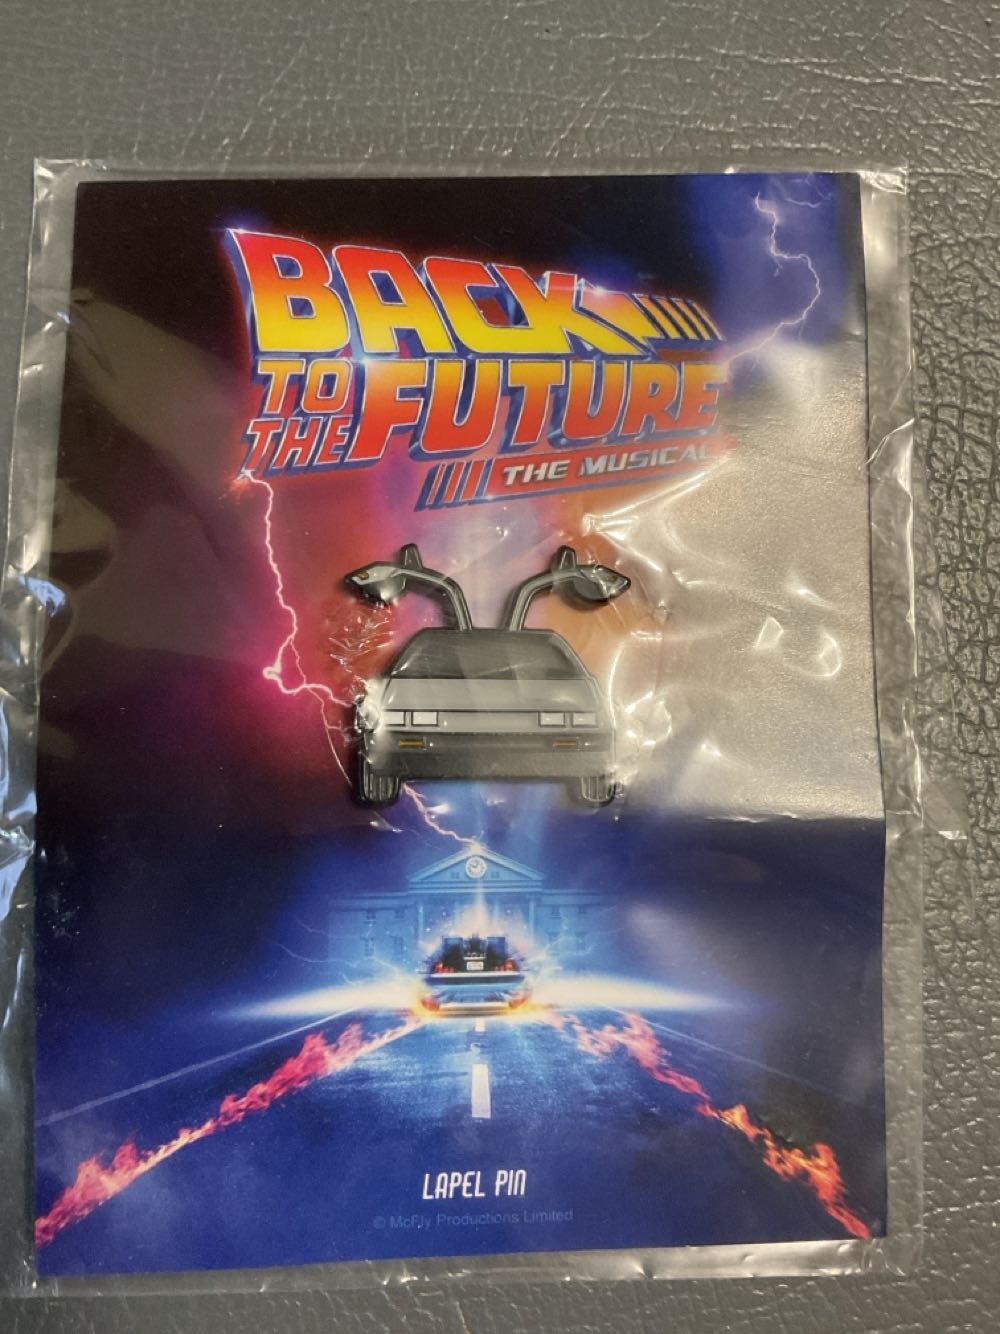 BACK
TO THE FUTURE
THE MUSICAL
LAPEL PIN
© McFly Productions Limited